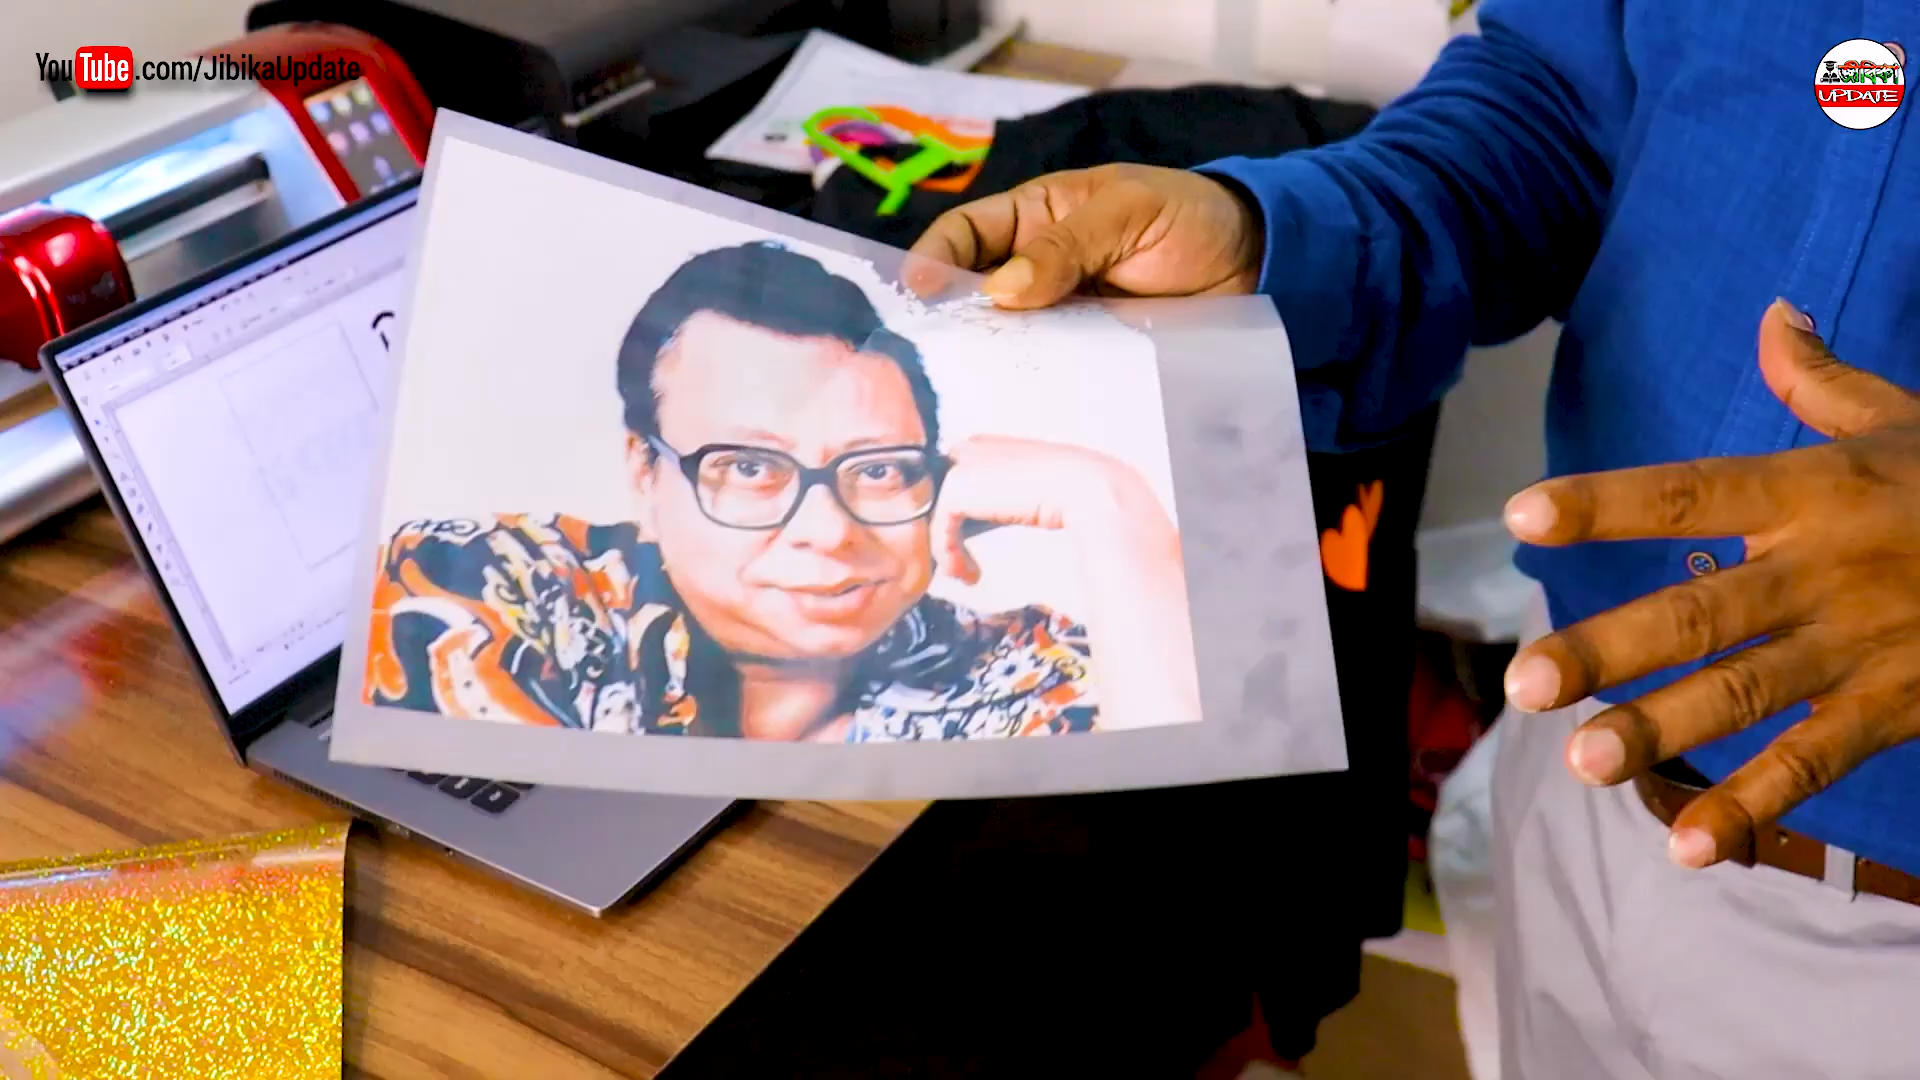 YouTube.com/JibikaUpdate
জীবিকা
UPDATE